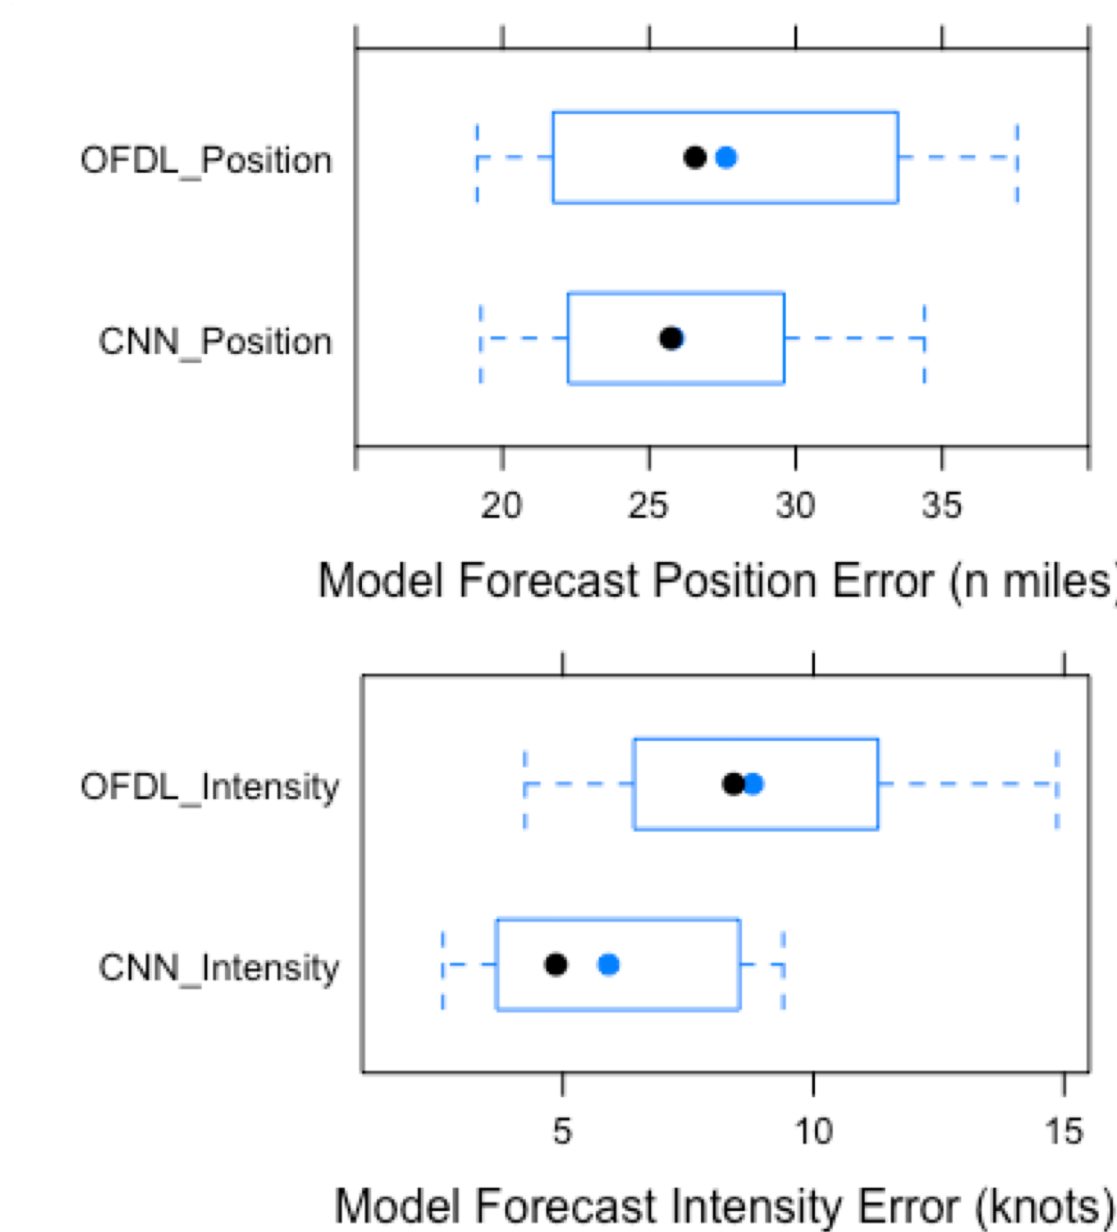 OFDL_Position
CNN_Position
20 25 30 35
Model Forecast Position Error (n miles)
OFDL_Intensity
CNN_Intensity
5 10 15
Model Forecast Intensity Error (knots)